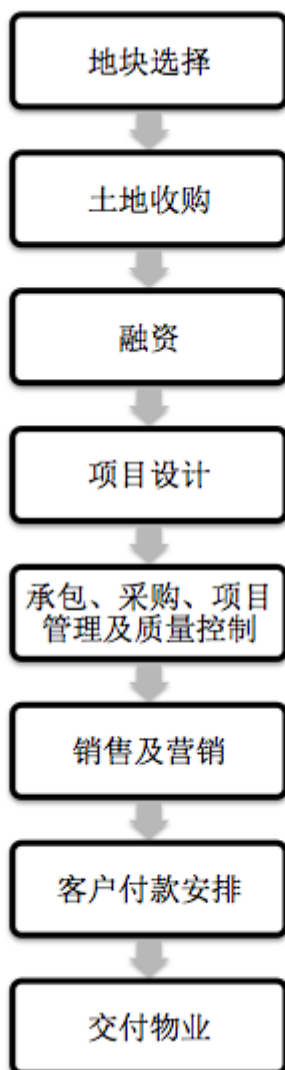 地块选择
土地收购
融资
项目设计
承包、采购、项目
管理及质量控制
销售及营销
客户付款安排
交付物业